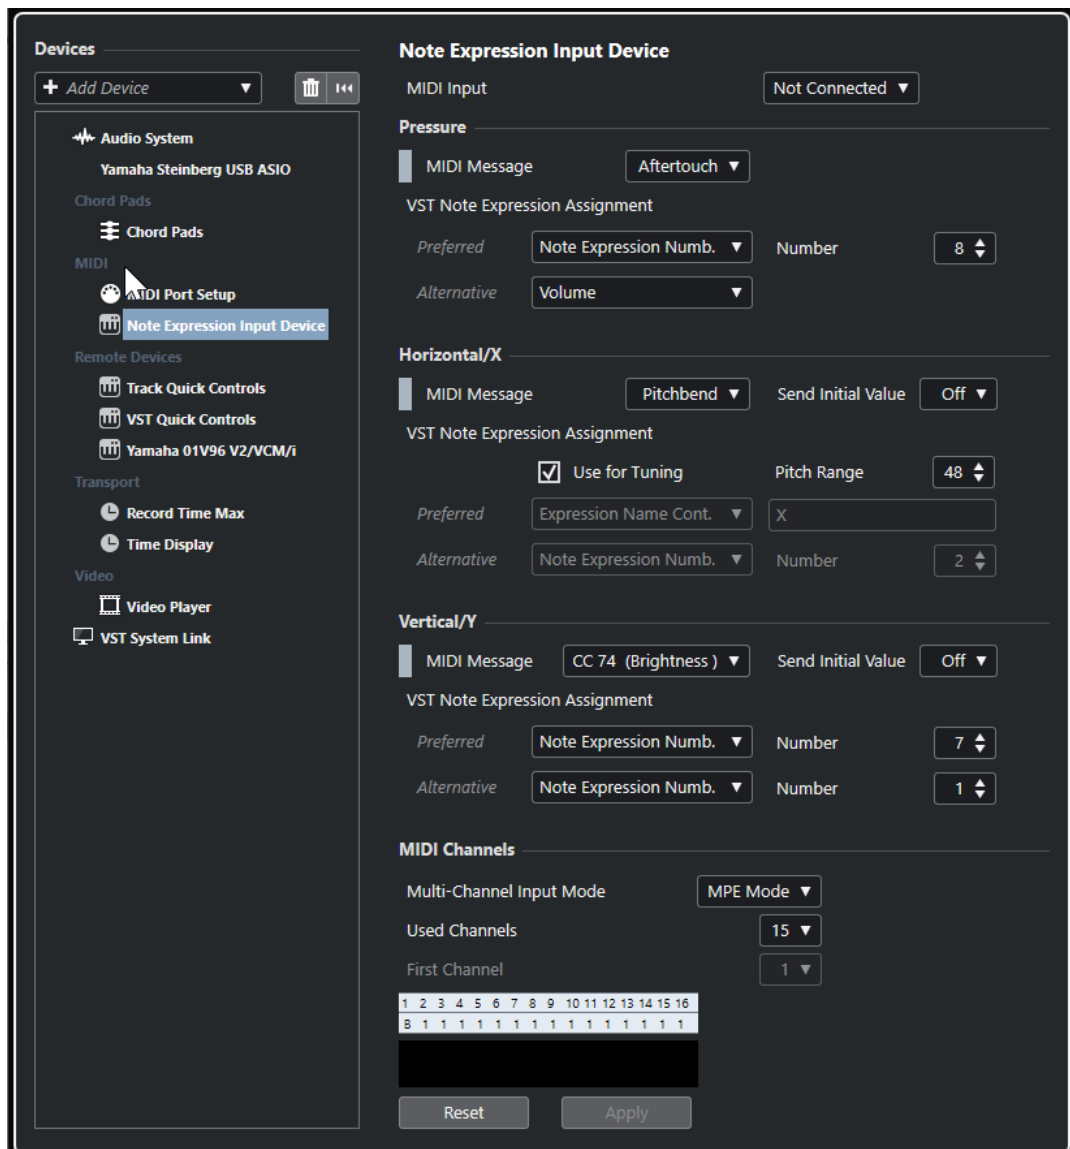 Devices
Add Device
Audio System
Yamaha Steinberg USB ASIO
Chord Pads
Chord Pads
MIDI
MIDI Port Setup
Note Expression Input Device
Remote Devices
Track Quick Controls
VST Quick Controls
Yamaha 01V96 V2/VCM/i
Transport
Record Time Max
Time Display
Video
Video Player
VST System Link
Note Expression Input Device
MIDI Input Not Connected
Pressure
MIDI Message Aftertouch
VST Note Expression Assignment
Preferred Note Expression Numb. Number 8
Alternative Volume
Horizontal/X
MIDI Message Pitchbend Send Initial Value Off
VST Note Expression Assignment
Use for Tuning Pitch Range 48
Preferred Expression Name Cont. X
Alternative Note Expression Numb. Number 2
Vertical/Y
MIDI Message CC 74 (Brightness ) Send Initial Value Off
VST Note Expression Assignment
Preferred Note Expression Numb. Number 7
Alternative Note Expression Numb. Number 1
MIDI Channels
Multi-Channel Input Mode MPE Mode
Used Channels 15
First Channel 1
1 2 3 4 5 6 7 8 9 10 11 12 13 14 15 16
B 1 1 1 1 1 1 1 1 1 1 1 1 1 1 1
Reset Apply